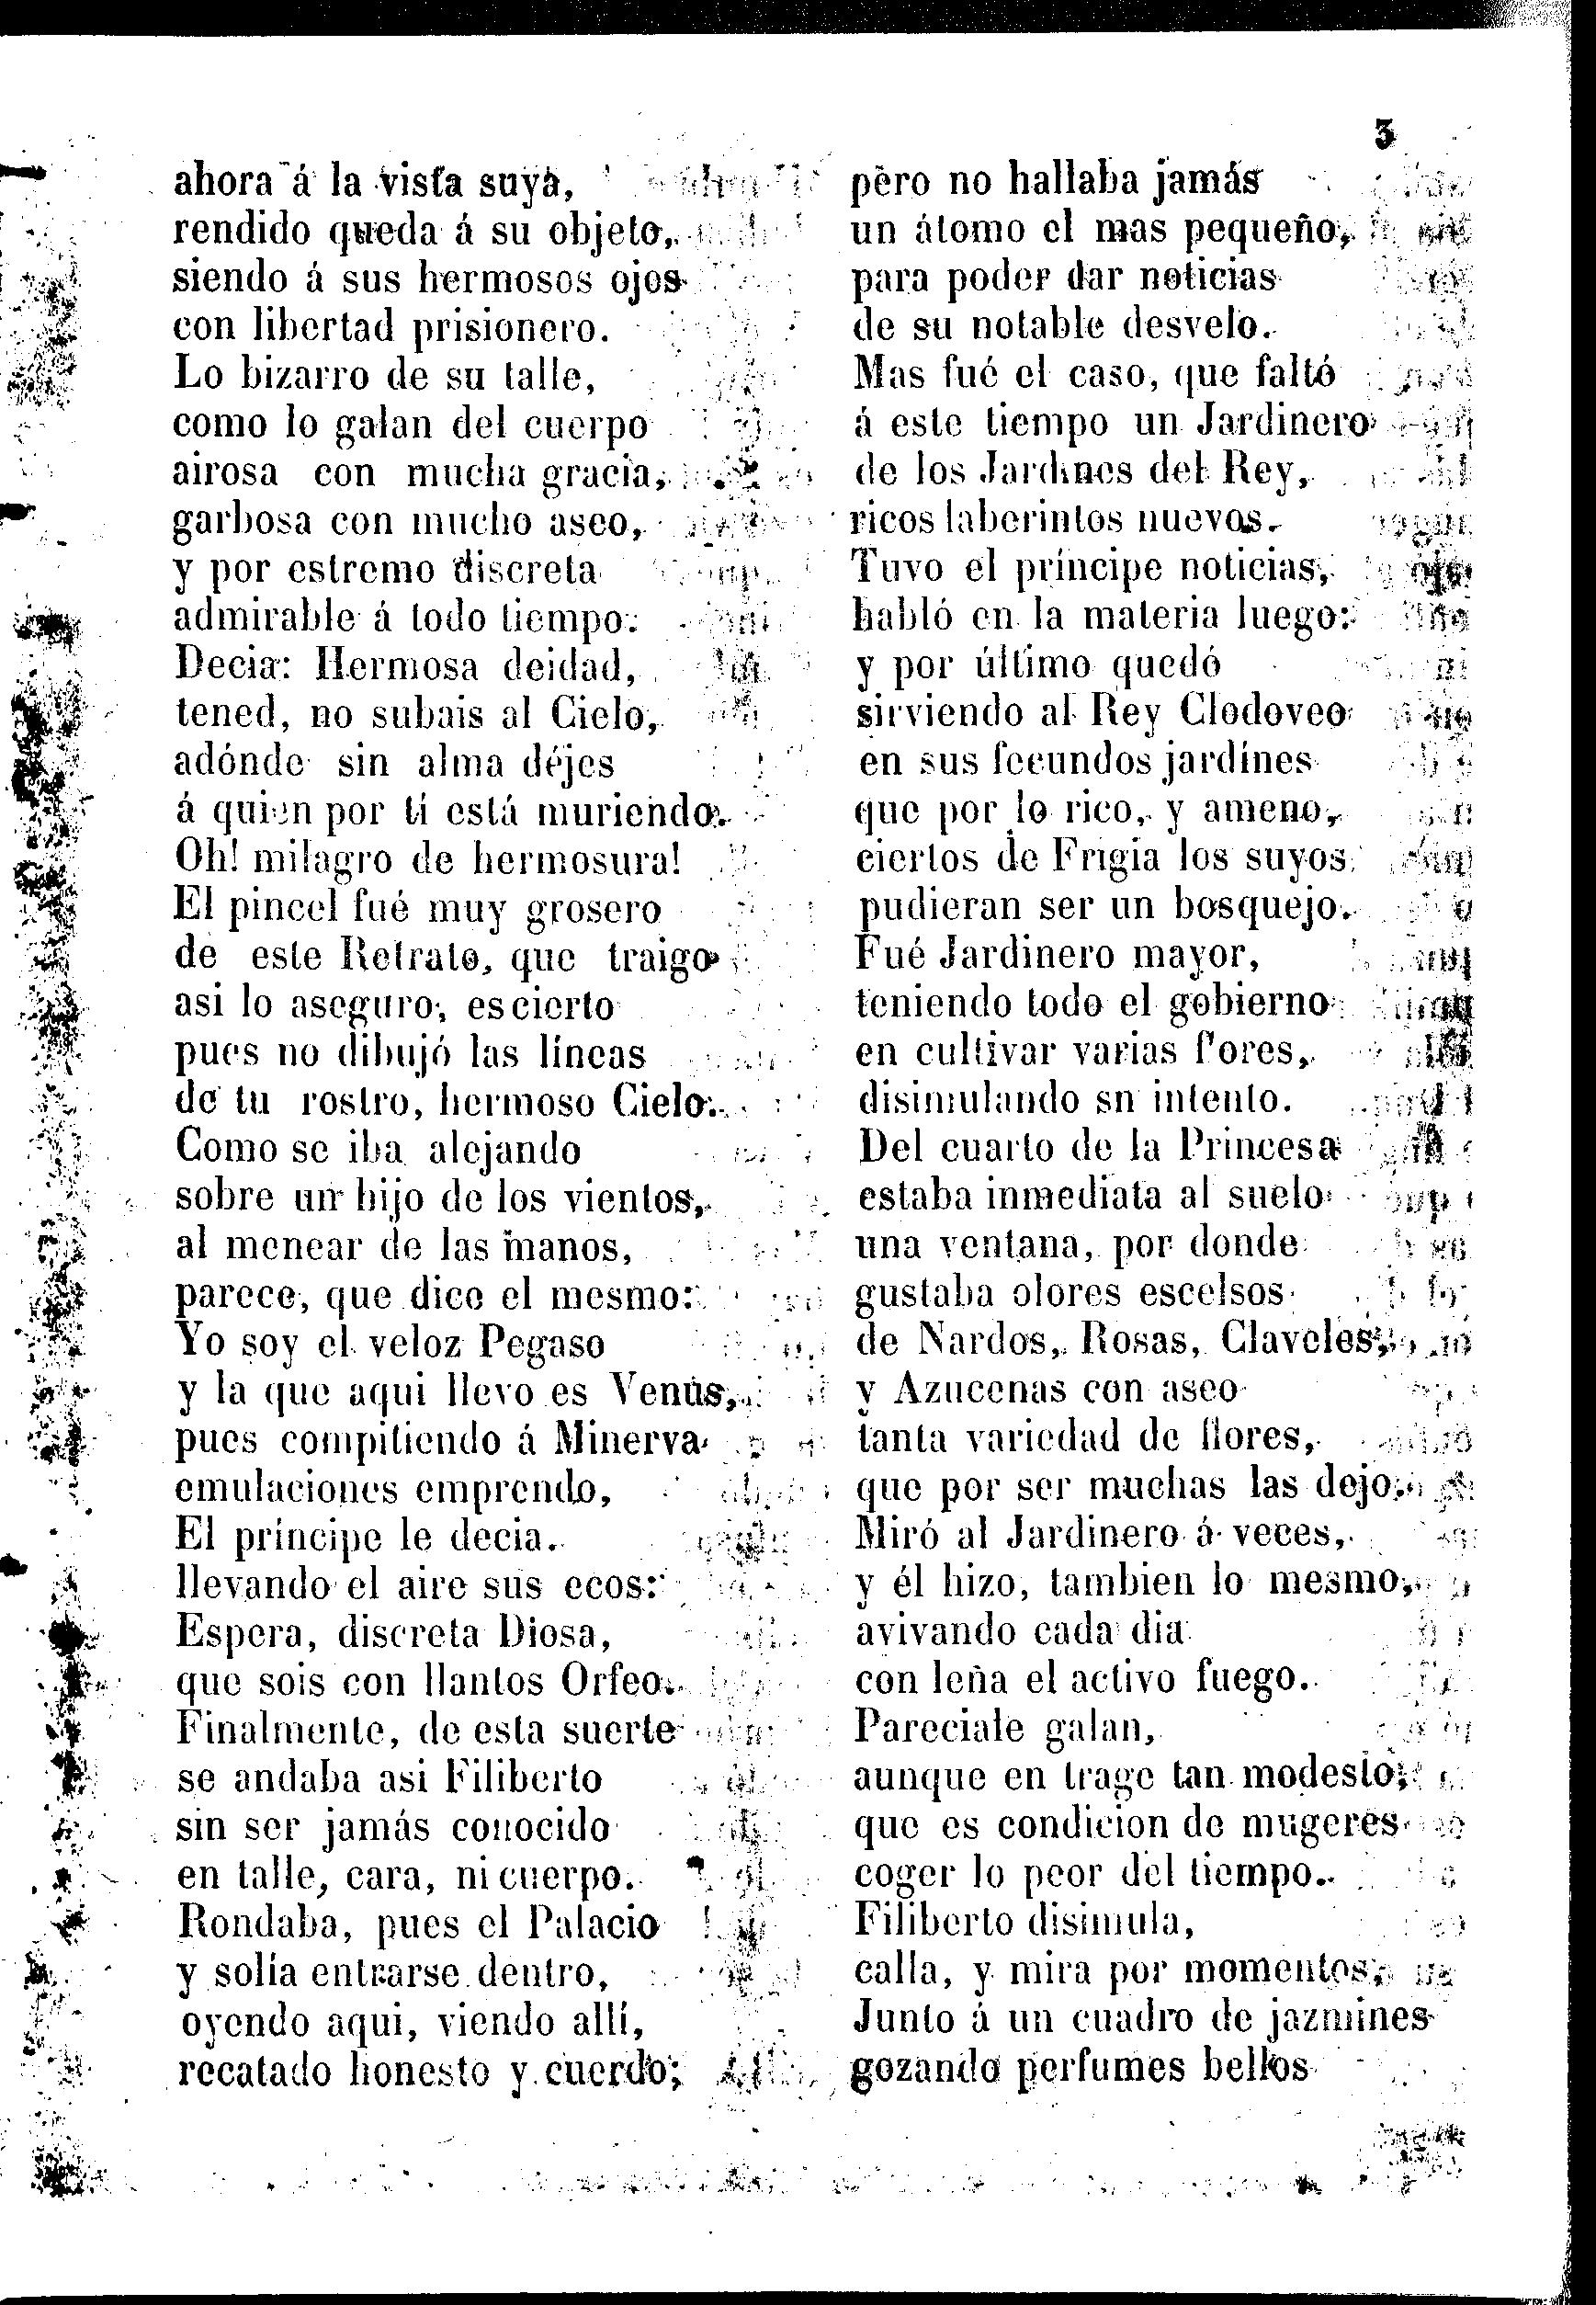 3
ahora á la vista suya,
rendido queda á su objeto,
siendo á sus hermosos ojos
con libertad prisionero.
Lo bizarro de su talle,
como lo galan del cuerpo
airosa con mucha gracia,
garbosa con mucho aseo,
y por estremo discreta
admirable á todo tiempo.
Decia: Hermosa deidad,
tened, no subais al Cielo,
adónde sin alma déjes
á quien por tí está muriendo.
Oh! milagro de hermosura!
El pincel fué muy grosero
de este Retrato, que traigo
asi lo aseguro, es cierto
pues no dibujó las líneas
de tu rostro, hermoso Cielo.
Como se iba alejando
sobre un hijo de los vientos,
al menear de las manos,
parece, que dice el mesmo:
Yo soy el veloz Pegaso
y la que aqui llevo es Venus,
pues compitiendo á Minerva
emulaciones emprendo,
El príncipe le decia.
llevando el aire sus ecos:
Espera, discreta Diosa,
que sois con llantos Orfeo.
Finalmente, de esta suerte
se andaba asi Filiberto
sin ser jamás conocido
en talle, cara, ni cuerpo.
Rondaba, pues el Palacio
y solía entrarse dentro,
oyendo aqui, viendo allí,
recatado honesto y cuerdo;
pero no hallaba jamás
un átomo el mas pequeño,
para poder dar noticias
de su notable desvelo.
Mas fué el caso, que faltó
á este tiempo un Jardinero
de los Jardines del Rey,
ricos laberintos nuevos.
Tuvo el príncipe noticias,
habló en la materia luego:
y por último quedó
sirviendo al Rey Clodoveo
en sus fecundos jardínes
que por lo rico, y ameno,
ciertos de Frigia los suyos
pudieran ser un bosquejo.
Fué Jardinero mayor,
teniendo todo el gobierno
en cultivar varias f'ores,
disimulando sn intento.
Del cuarto de la Princesa
estaba inmediata al suelo
una ventana, por donde
gustaba olores escelsos
de Nardos, Rosas, Claveles,
y Azucenas con aseo
tanta variedad de flores,
que por ser muchas las dejo.
Miró al Jardinero á veces,
y él hizo, tambien lo mesmo,
avivando cada dia
con leña el activo fuego.
Pareciale galan,
aunque en trage tan modesto,
que es condicion de mugeres
coger lo peor del tiempo.
Filiberto disimula,
calla, y mira por momentos,
Junto á un cuadro de jazmines
gozando perfumes bellos